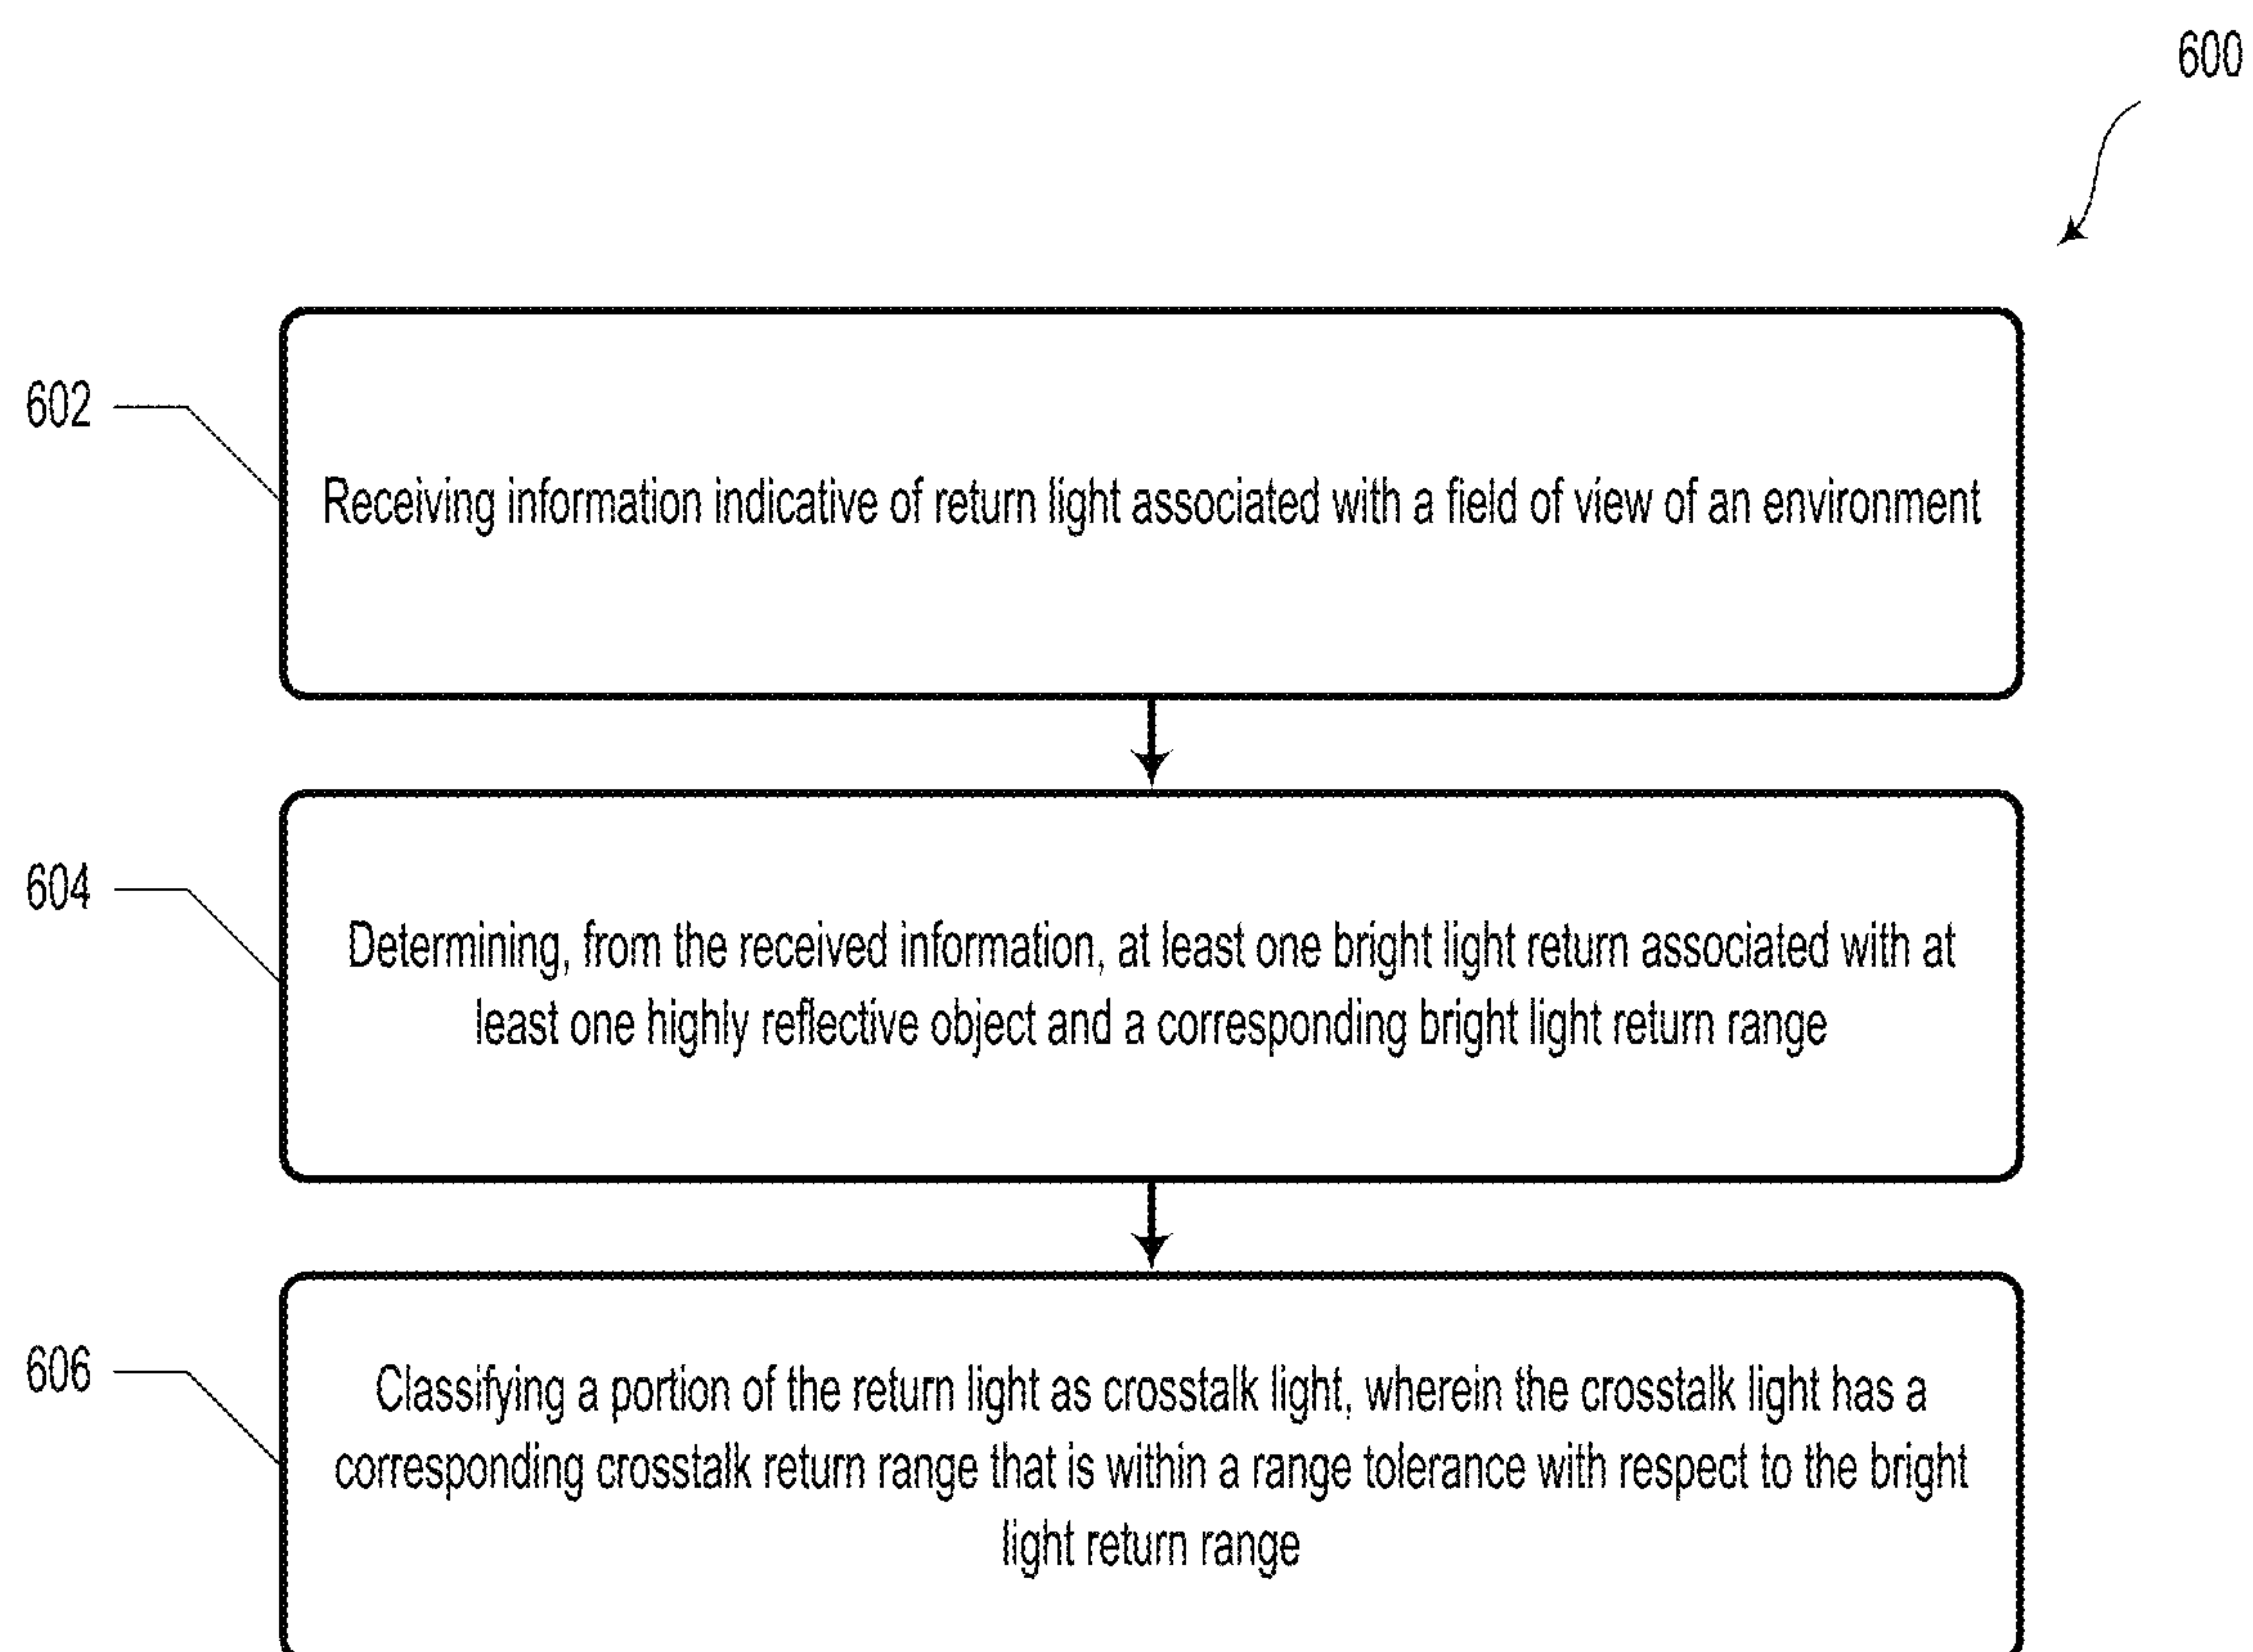 600
602
Receiving information indicative of return light associated with a field of view of an environment
604
Determining, from the received information, at least one bright light return associated with at
least one highly reflective object and a corresponding bright light return range
606
Classifying a portion of the return light as crosstalk light, wherein the crosstalk light has a
corresponding crosstalk return range that is within a range tolerance with respect to the bright
light return range